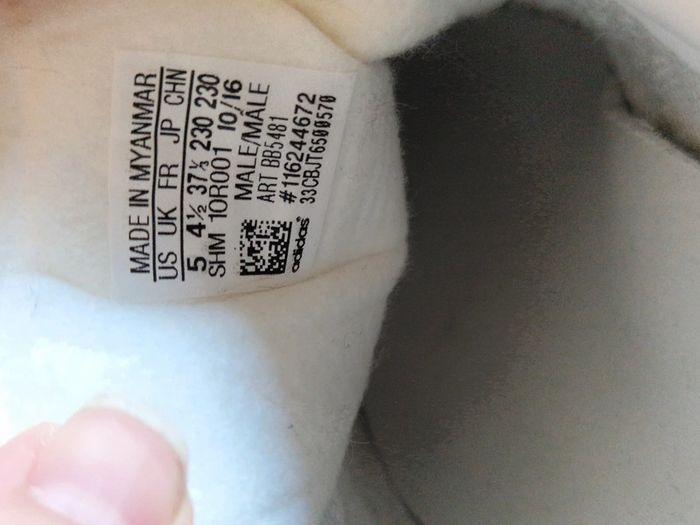 MADE IN MYANMAR
US UK FR JP CHN
5 4½ 37⅓ 230 230
SHM 10R001 10/16
MALE/MÂLE
ART BB5481
#116244672
33CBJT6500570
adidas®